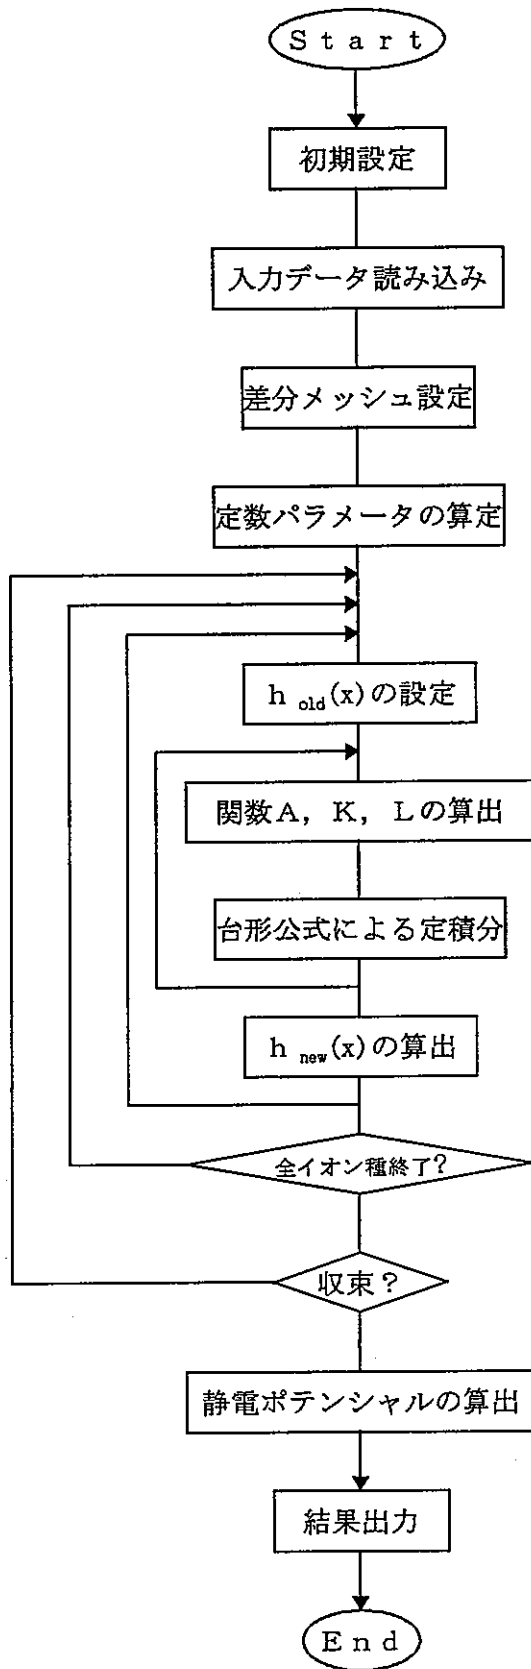 Ｓｔａｒｔ
初期設定
入力データ読み込み
差分メッシュ設定
定数パラメータの算定
h old(x)の設定
関数A, K, Lの算出
台形公式による定積分
h new(x)の算出
全イオン種終了?
収束?
静電ポテンシャルの算出
結果出力
Ｅｎｄ